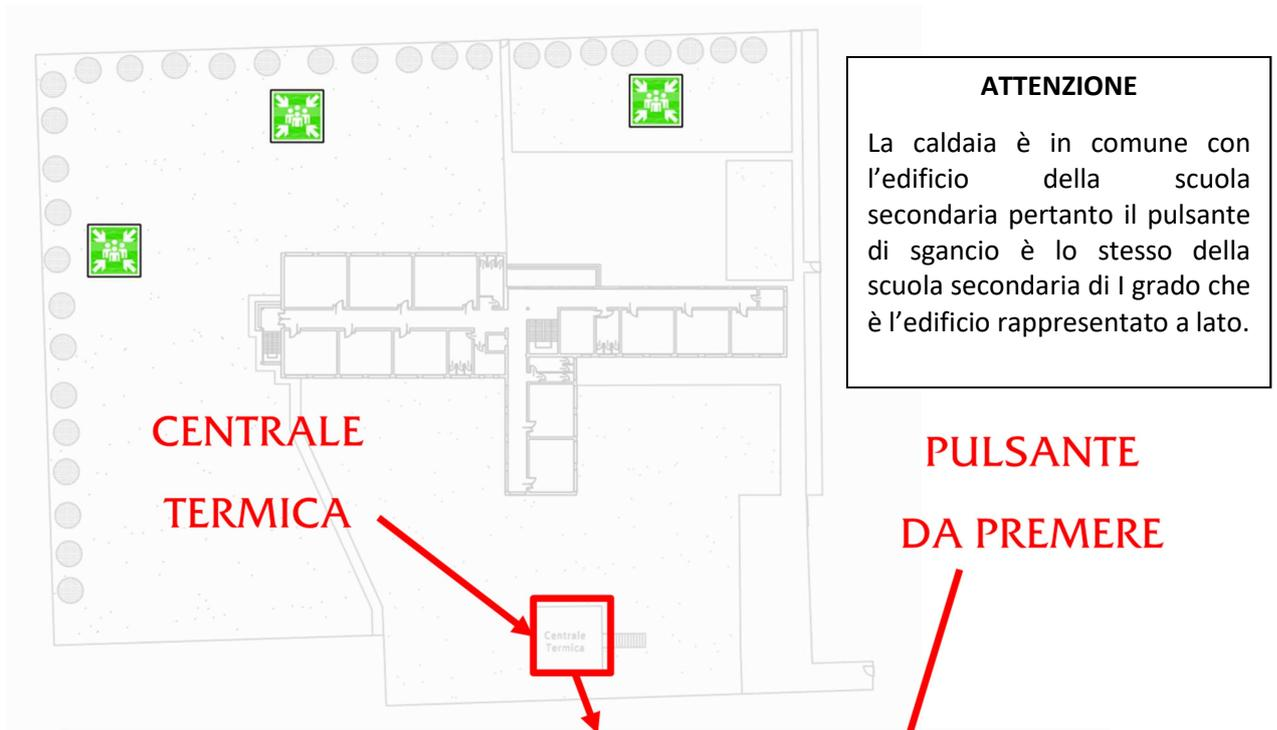 ATTENZIONE
La caldaia è in comune con
l’edificio della scuola
secondaria pertanto il pulsante
di sgancio è lo stesso della
scuola secondaria di I grado che
è l’edificio rappresentato a lato.
CENTRALE
TERMICA
PULSANTE
DA PREMERE
Centrale
Termica